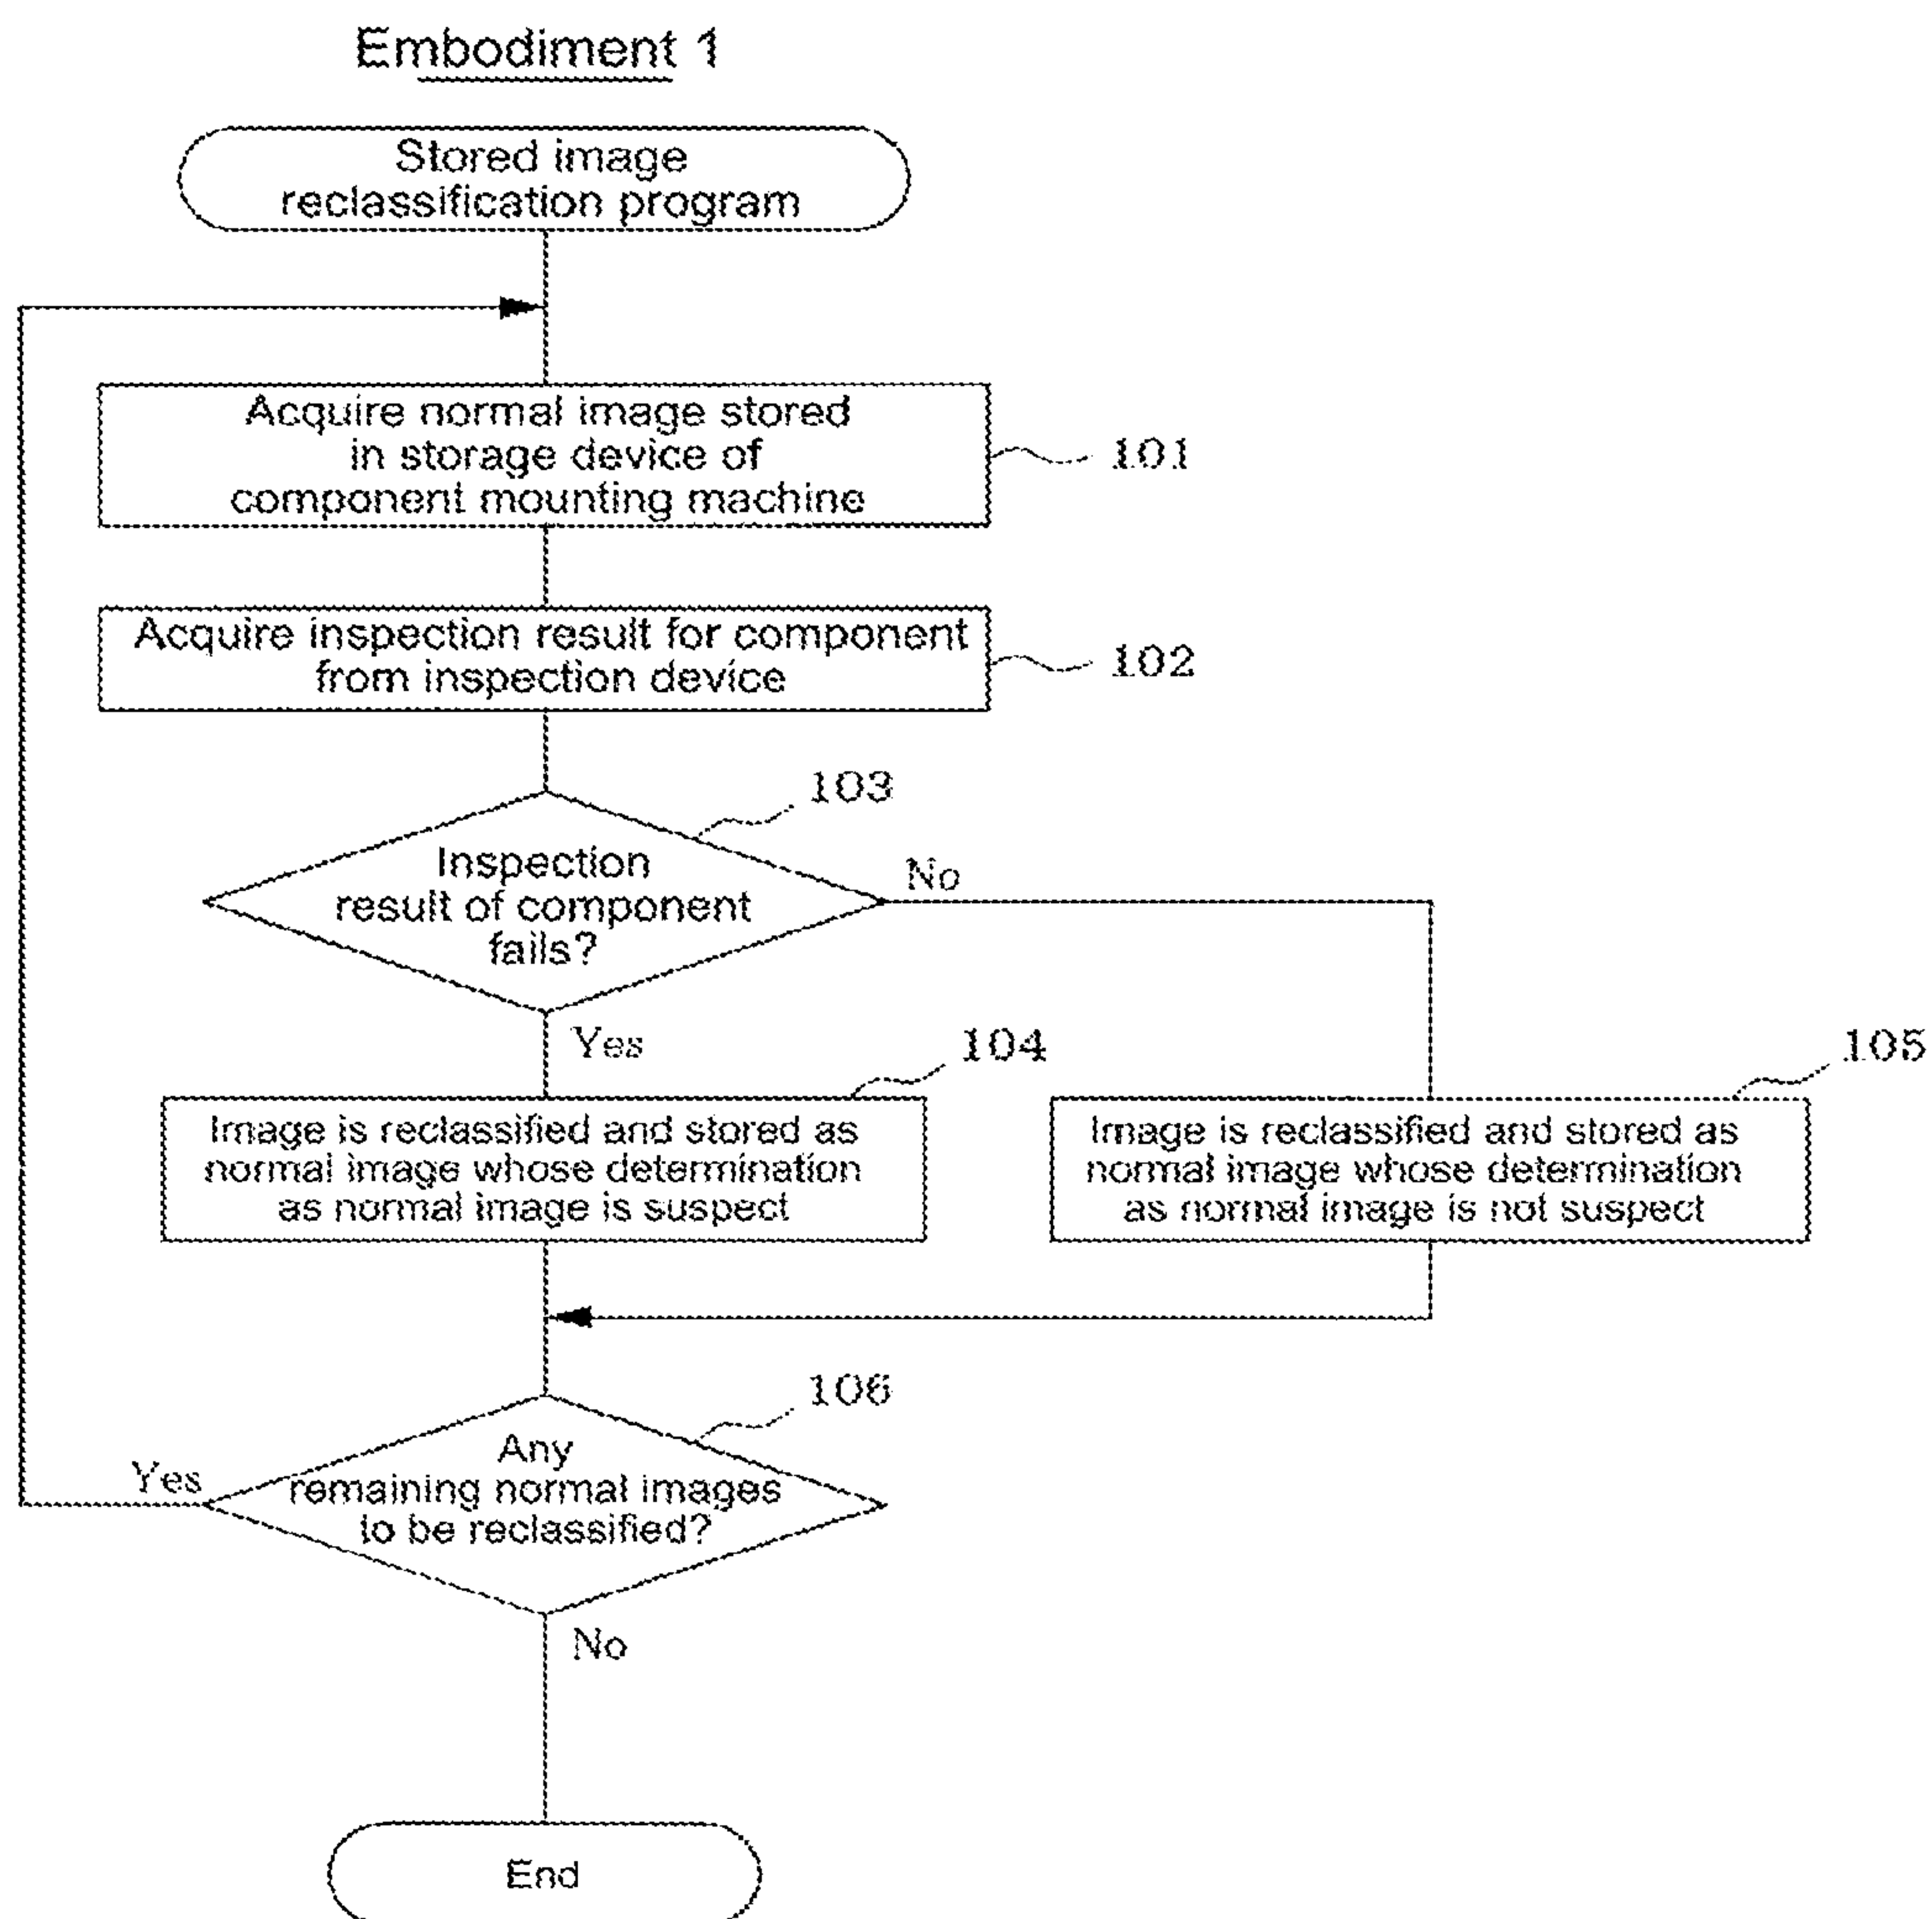 Embodiment 1
Stored image
reclassification program
Acquire normal image stored
in storage device of
component mounting machine
101
Acquire inspection result for component
from inspection device
102
103
Inspection
result of component
fails?
No
Yes
104
105
Image is reclassified and stored as
normal image whose determination
as normal image is suspect
Image is reclassified and stored as
normal image whose determination
as normal image is not suspect
106
Any
remaining normal images
to be reclassified?
Yes
No
End